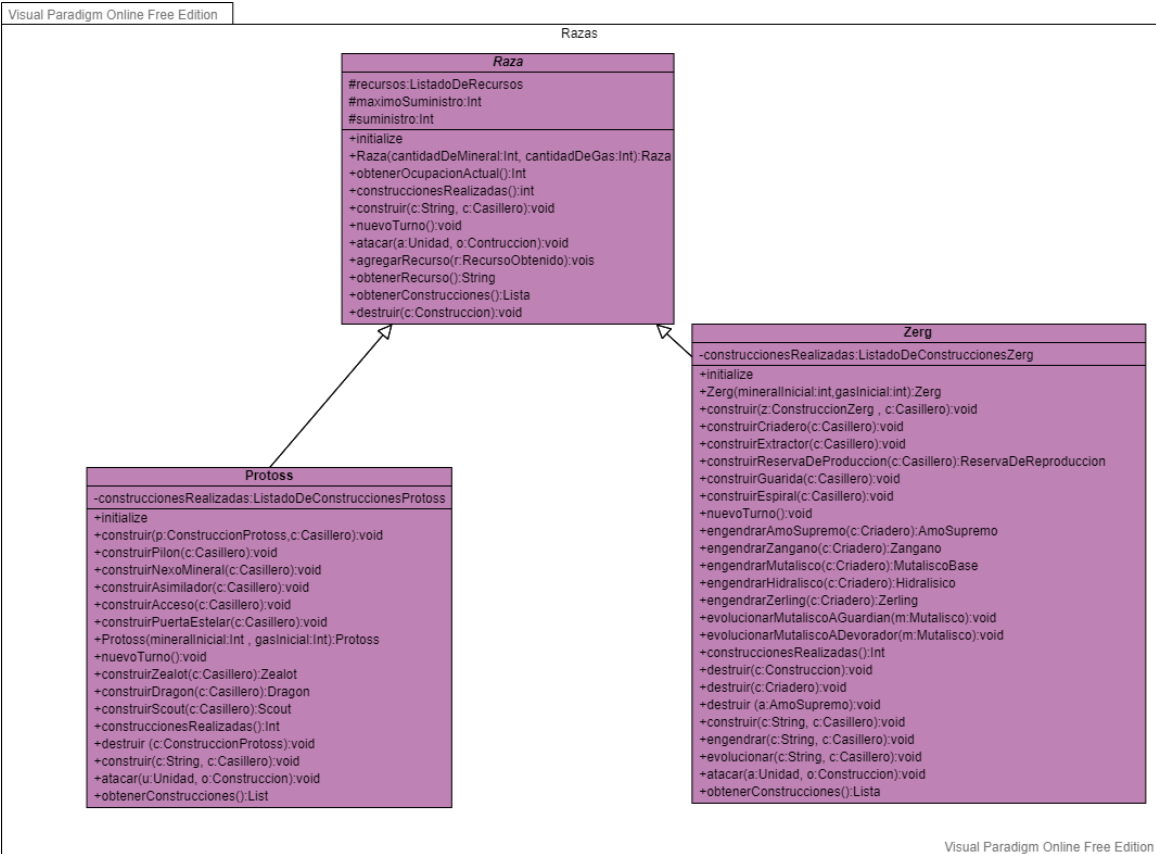 Visual Paradigm Online Free Edition
Razas
Raza
#recursos:ListadoDeRecursos
#maximoSuministro:Int
#suministro:Int
+initialize
+Raza(cantidadDeMineral:Int, cantidadDeGas:Int):Raza
+obtenerOcupacionActual():Int
+construccionesRealizadas():int
+construir(c:String, c:Casillero):void
+nuevoTurno():void
+atacar(a:Unidad, o:Contruccion):void
+agregarRecurso(r:RecursoObtenido):vois
+obtenerRecurso():String
+obtenerConstrucciones():Lista
+destruir(c:Construccion):void
Protoss
-construccionesRealizadas:ListadoDeConstruccionesProtoss
+initialize
+construir(p:ConstruccionProtoss,c:Casillero):void
+construirPilon(c:Casillero):void
+construirNexoMineral(c:Casillero):void
+construirAsimilador(c:Casillero):void
+construirAcceso(c:Casillero):void
+construirPuertaEstelar(c:Casillero):void
+Protoss(mineralInicial:Int , gasInicial:Int):Protoss
+nuevoTurno():void
+construirZealot(c:Casillero):Zealot
+construirDragon(c:Casillero):Dragon
+construirScout(c:Casillero):Scout
+construccionesRealizadas():Int
+destruir (c:ConstruccionProtoss):void
+construir(c:String, c:Casillero):void
+atacar(u:Unidad, o:Construccion):void
+obtenerConstrucciones():List
Zerg
-construccionesRealizadas:ListadoDeConstruccionesZerg
+initialize
+Zerg(mineralInicial:int,gasInicial:int):Zerg
+construir(z:ConstruccionZerg , c:Casillero):void
+construirCriadero(c:Casillero):void
+construirExtractor(c:Casillero):void
+construirReservaDeProduccion(c:Casillero):ReservaDeReproduccion
+construirGuarida(c:Casillero):void
+construirEspiral(c:Casillero):void
+nuevoTurno():void
+engendrarAmoSupremo(c:Criadero):AmoSupremo
+engendrarZangano(c:Criadero):Zangano
+engendrarMutalisco(c:Criadero):MutaliscoBase
+engendrarHidralisco(c:Criadero):Hidralisico
+engendrarZerling(c:Criadero):Zerling
+evolucionarMutaliscoAGuardian(m:Mutalisco):void
+evolucionarMutaliscoADevorador(m:Mutalisco):void
+construccionesRealizadas():Int
+destruir(c:Construccion):void
+destruir(c:Criadero):void
+destruir (a:AmoSupremo):void
+construir(c:String, c:Casillero):void
+engendrar(c:String, c:Casillero):void
+evolucionar(c:String, c:Casillero):void
+atacar(a:Unidad, o:Construccion):void
+obtenerConstrucciones():Lista
Visual Paradigm Online Free Edition